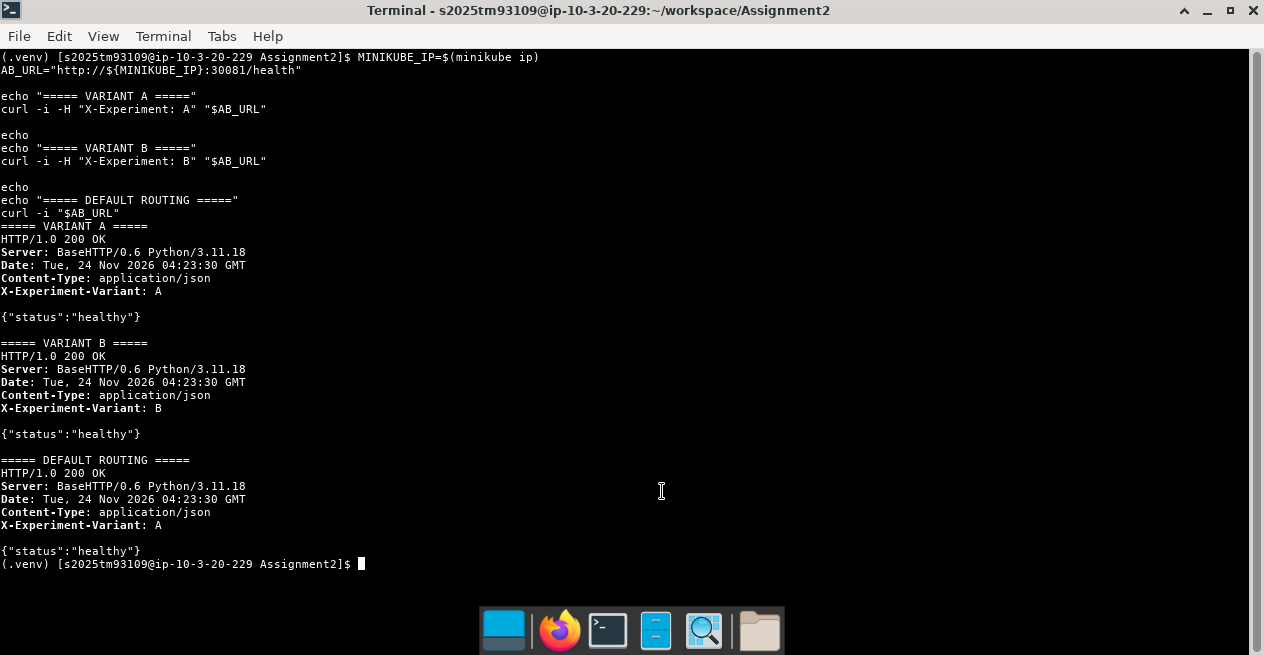 Terminal - s2025tm93109@ip-10-3-20-229:~/workspace/Assignment2
File Edit View Terminal Tabs Help
(.venv) [s2025tm93109@ip-10-3-20-229 Assignment2]$ MINIKUBE_IP=$(minikube ip)
AB_URL="http://${MINIKUBE_IP}:30081/health"
echo "===== VARIANT A ====="
curl -i -H "X-Experiment: A" "$AB_URL"
echo
echo "===== VARIANT B ====="
curl -i -H "X-Experiment: B" "$AB_URL"
echo
echo "===== DEFAULT ROUTING ====="
curl -i "$AB_URL"
===== VARIANT A =====
HTTP/1.0 200 OK
Server: BaseHTTP/0.6 Python/3.11.18
Date: Tue, 24 Nov 2026 04:23:30 GMT
Content-Type: application/json
X-Experiment-Variant: A
{"status":"healthy"}
===== VARIANT B =====
HTTP/1.0 200 OK
Server: BaseHTTP/0.6 Python/3.11.18
Date: Tue, 24 Nov 2026 04:23:30 GMT
Content-Type: application/json
X-Experiment-Variant: B
{"status":"healthy"}
===== DEFAULT ROUTING =====
HTTP/1.0 200 OK
Server: BaseHTTP/0.6 Python/3.11.18
Date: Tue, 24 Nov 2026 04:23:30 GMT
Content-Type: application/json
X-Experiment-Variant: A
{"status":"healthy"}
(.venv) [s2025tm93109@ip-10-3-20-229 Assignment2]$